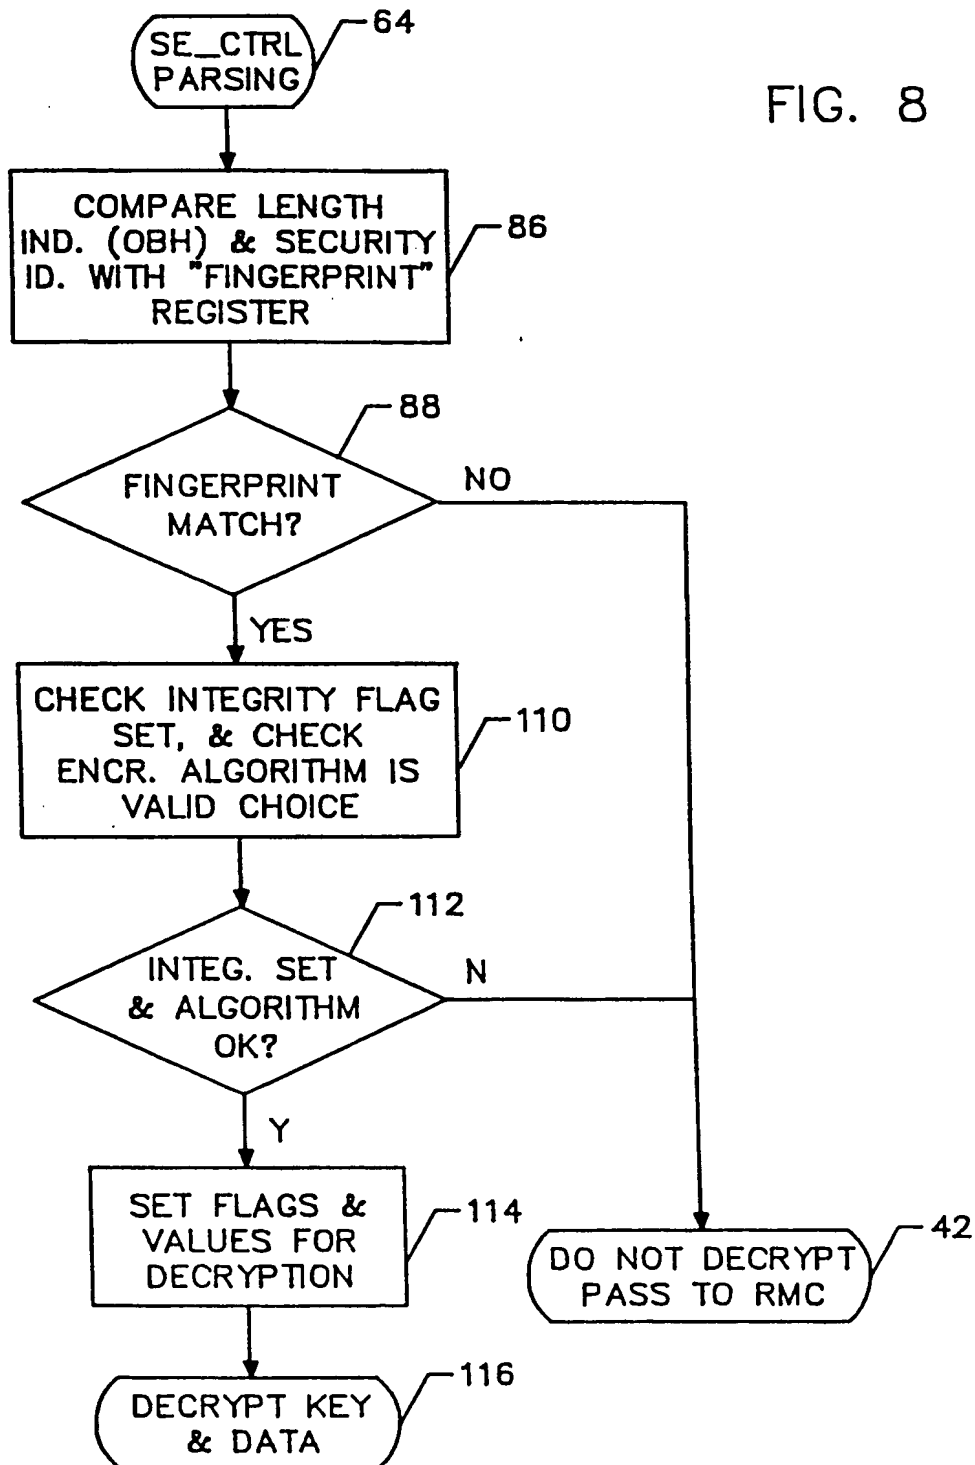 64
SE_CTRL
PARSING
FIG. 8
COMPARE LENGTH
IND. (OBH) & SECURITY
ID. WITH "FINGERPRINT"
REGISTER
86
88
FINGERPRINT
MATCH?
NO
YES
CHECK INTEGRITY FLAG
SET, & CHECK
ENCR. ALGORITHM IS
VALID CHOICE
110
112
INTEG. SET
& ALGORITHM
OK?
N
Y
SET FLAGS &
VALUES FOR
DECRYPTION
114
42
DO NOT DECRYPT
PASS TO RMC
116
DECRYPT KEY
& DATA